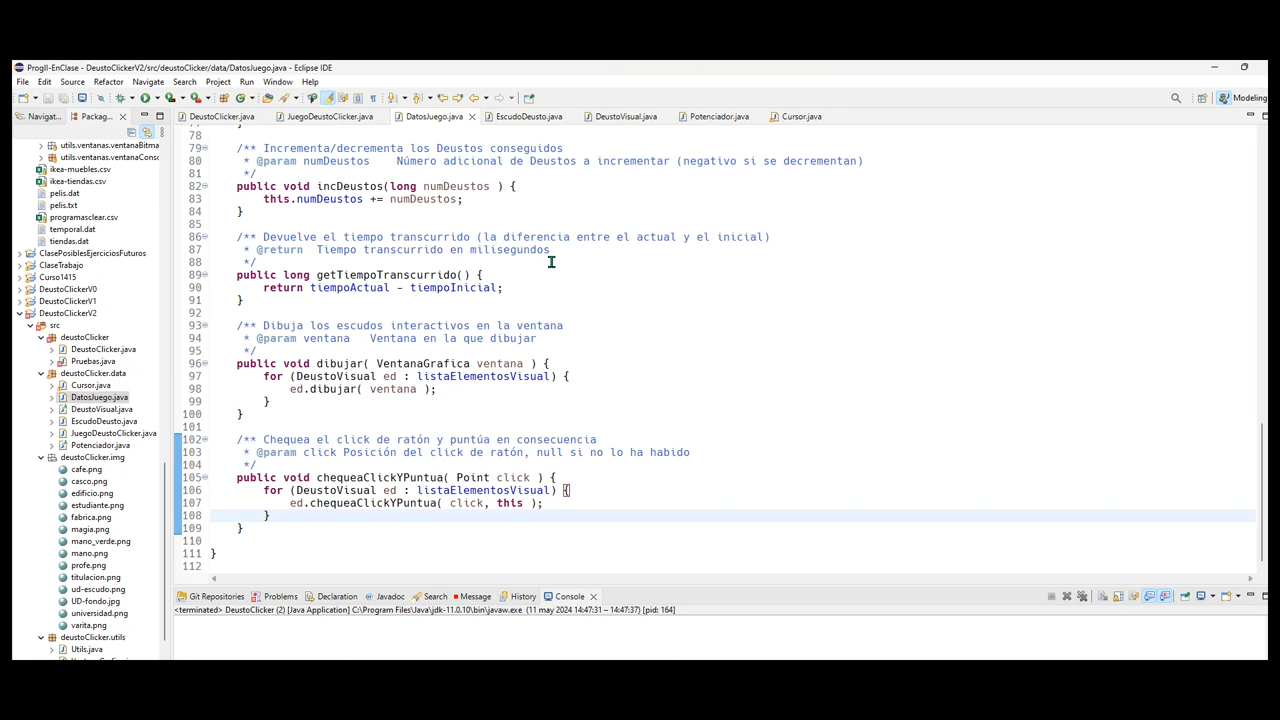 ProgII-EnClase - DeustoClickerV2/src/deustoClicker/data/DatosJuego.java - Eclipse IDE
File Edit Source Refactor Navigate Search Project Run Window Help
Modeling
Navigat... Packag...
DeustoClicker.java JuegoDeustoClicker.java DatosJuego.java EscudoDeusto.java DeustoVisual.java Potenciador.java Cursor.java
utils.ventanas.ventanaBitma
utils.ventanas.ventanaConso
ikea-muebles.csv
ikea-tiendas.csv
pelis.dat
pelis.txt
programasclear.csv
temporal.dat
tiendas.dat
ClasePosiblesEjerciciosFuturos
ClaseTrabajo
Curso1415
DeustoClickerV0
DeustoClickerV1
DeustoClickerV2
src
deustoClicker
DeustoClicker.java
Pruebas.java
deustoClicker.data
Cursor.java
DatosJuego.java
DeustoVisual.java
EscudoDeusto.java
JuegoDeustoClicker.java
Potenciador.java
deustoClicker.img
cafe.png
casco.png
edificio.png
estudiante.png
fabrica.png
magia.png
mano_verde.png
mano.png
profe.png
titulacion.png
ud-escudo.png
UD-fondo.jpg
universidad.png
varita.png
deustoClicker.utils
Utils.java
78
79 /** Incrementa/decrementa los Deustos conseguidos
80 * @param numDeustos Número adicional de Deustos a incrementar (negativo si se decrementan)
81 */
82 public void incDeustos(long numDeustos ) {
83 this.numDeustos += numDeustos;
84 }
85
86 /** Devuelve el tiempo transcurrido (la diferencia entre el actual y el inicial)
87 * @return Tiempo transcurrido en milisegundos
88 */
89 public long getTiempoTranscurrido() {
90 return tiempoActual - tiempoInicial;
91 }
92
93 /** Dibuja los escudos interactivos en la ventana
94 * @param ventana Ventana en la que dibujar
95 */
96 public void dibujar( VentanaGrafica ventana ) {
97 for (DeustoVisual ed : listaElementosVisual) {
98 ed.dibujar( ventana );
99 }
100 }
101
102 /** Chequea el click de ratón y puntúa en consecuencia
103 * @param click Posición del click de ratón, null si no lo ha habido
104 */
105 public void chequeaClickYPuntua( Point click ) {
106 for (DeustoVisual ed : listaElementosVisual) {
107 ed.chequeaClickYPuntua( click, this );
108 }
109 }
110
111 }
112
Git Repositories Problems Declaration Javadoc Search Message History Console
<terminated> DeustoClicker (2) [Java Application] C:\Program Files\Java\jdk-11.0.10\bin\javaw.exe (11 may 2024 14:47:31 – 14:47:37) [pid: 164]